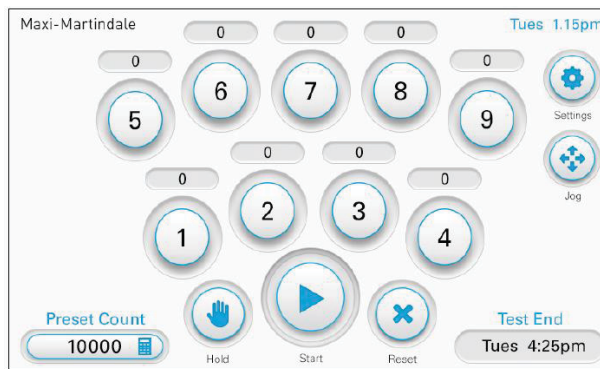 Maxi-Martindale
Tues 1.15pm
0 0 0
0 0
6 7 8
5 9
Settings
0 0
0 0
2 3
1 4
Jog
Preset Count
10000
Hold
Start
Reset
Test End
Tues 4:25pm